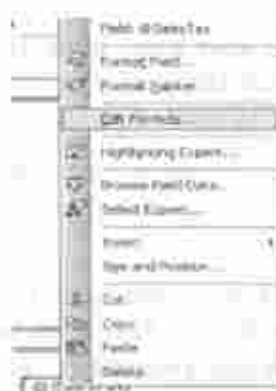 Field: @SalesTax
Format Field...
Format Painter
Edit Formula...
Highlighting Expert...
Browse Field Data...
Select Expert...
Insert
Size and Position...
Cut
Copy
Paste
Delete